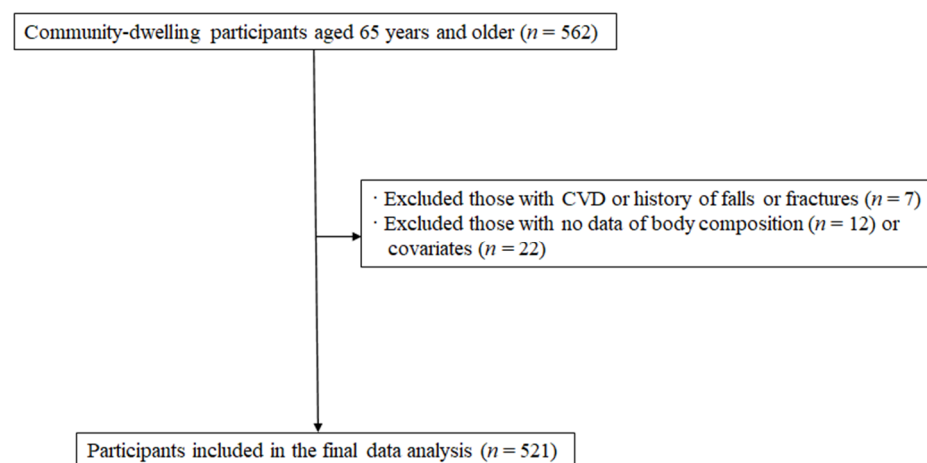 Community-dwelling participants aged 65 years and older (n = 562)
· Excluded those with CVD or history of falls or fractures (n = 7)
· Excluded those with no data of body composition (n = 12) or
covariates (n = 22)
Participants included in the final data analysis (n = 521)